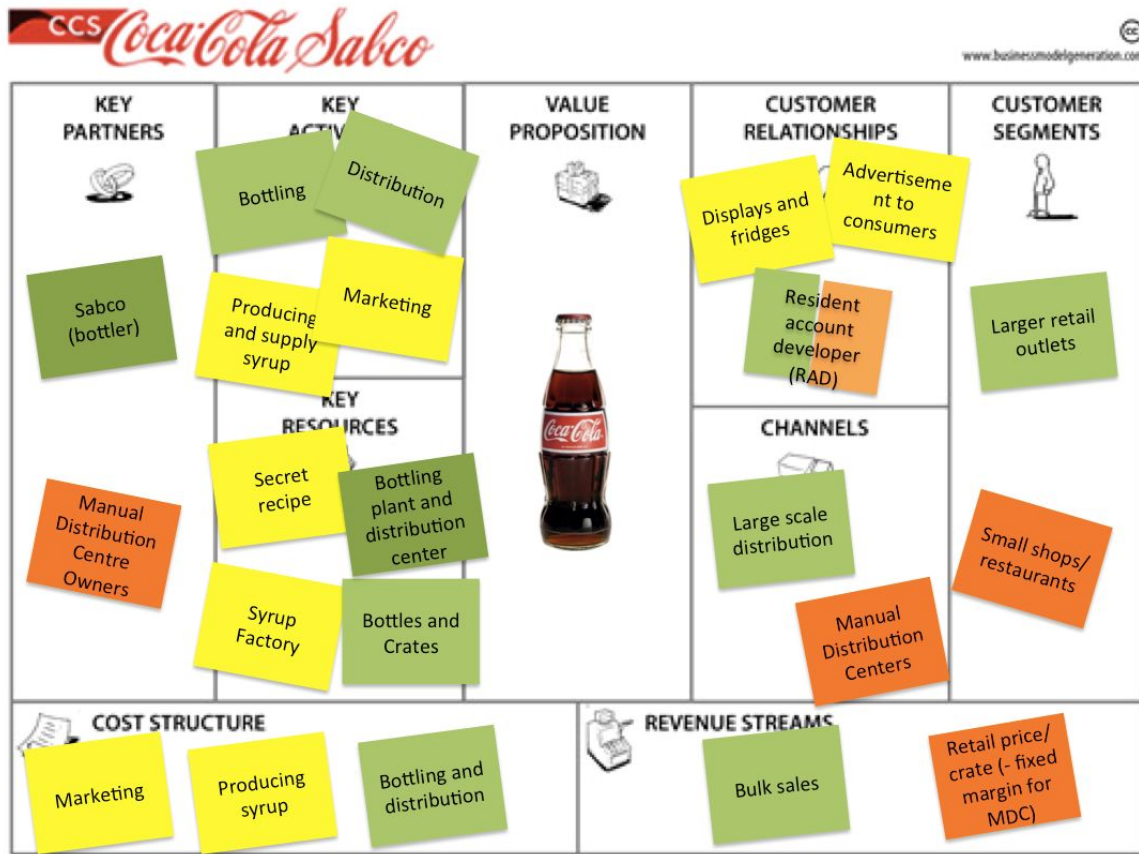 CCS Coca-Cola Sabco
www.businessmodelgeneration.com
KEY
PARTNERS
Sabco
(bottler)
Manual
Distribution
Centre
Owners
KEY
Bottling
Distribution
Producing
and supply
syrup
Marketing
KEY
RESOURCES
Secret
recipe
Bottling
plant and
distribution
center
Syrup
Factory
Bottles and
Crates
VALUE
PROPOSITION
Coca-Cola
CUSTOMER
RELATIONSHIPS
Displays and
fridges
Advertiseme
nt to
consumers
Resident
account
developer
(RAD)
CHANNELS
Large scale
distribution
Manual
Distribution
Centers
CUSTOMER
SEGMENTS
Larger retail
outlets
Small shops/
restaurants
COST STRUCTURE
Marketing
Producing
syrup
Bottling and
distribution
REVENUE STREAMS
Bulk sales
Retail price/
crate (- fixed
margin for
MDC)